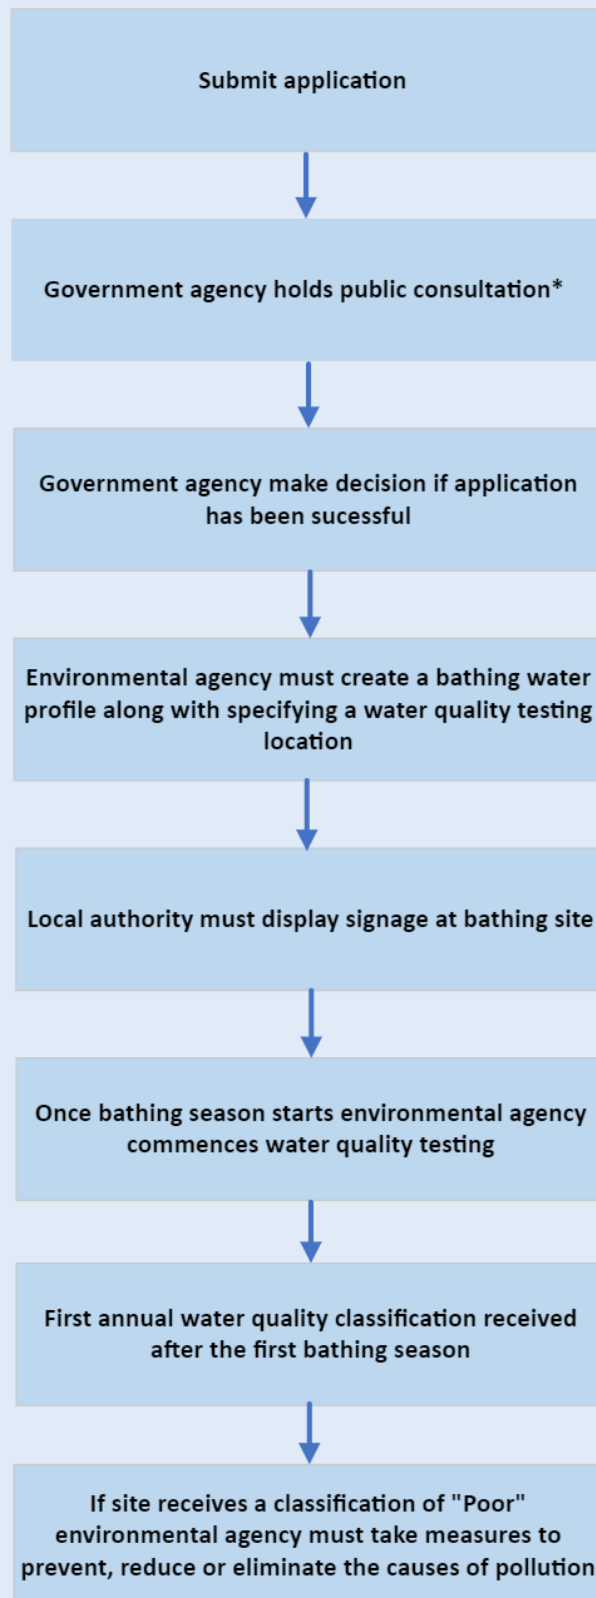 Submit application
Government agency holds public consultation*
Government agency make decision if application
has been sucessful
Environmental agency must create a bathing water
profile along with specifying a water quality testing
location
Local authority must display signage at bathing site
Once bathing season starts environmental agency
commences water quality testing
First annual water quality classification received
after the first bathing season
If site receives a classification of "Poor"
environmental agency must take measures to
prevent, reduce or eliminate the causes of pollution